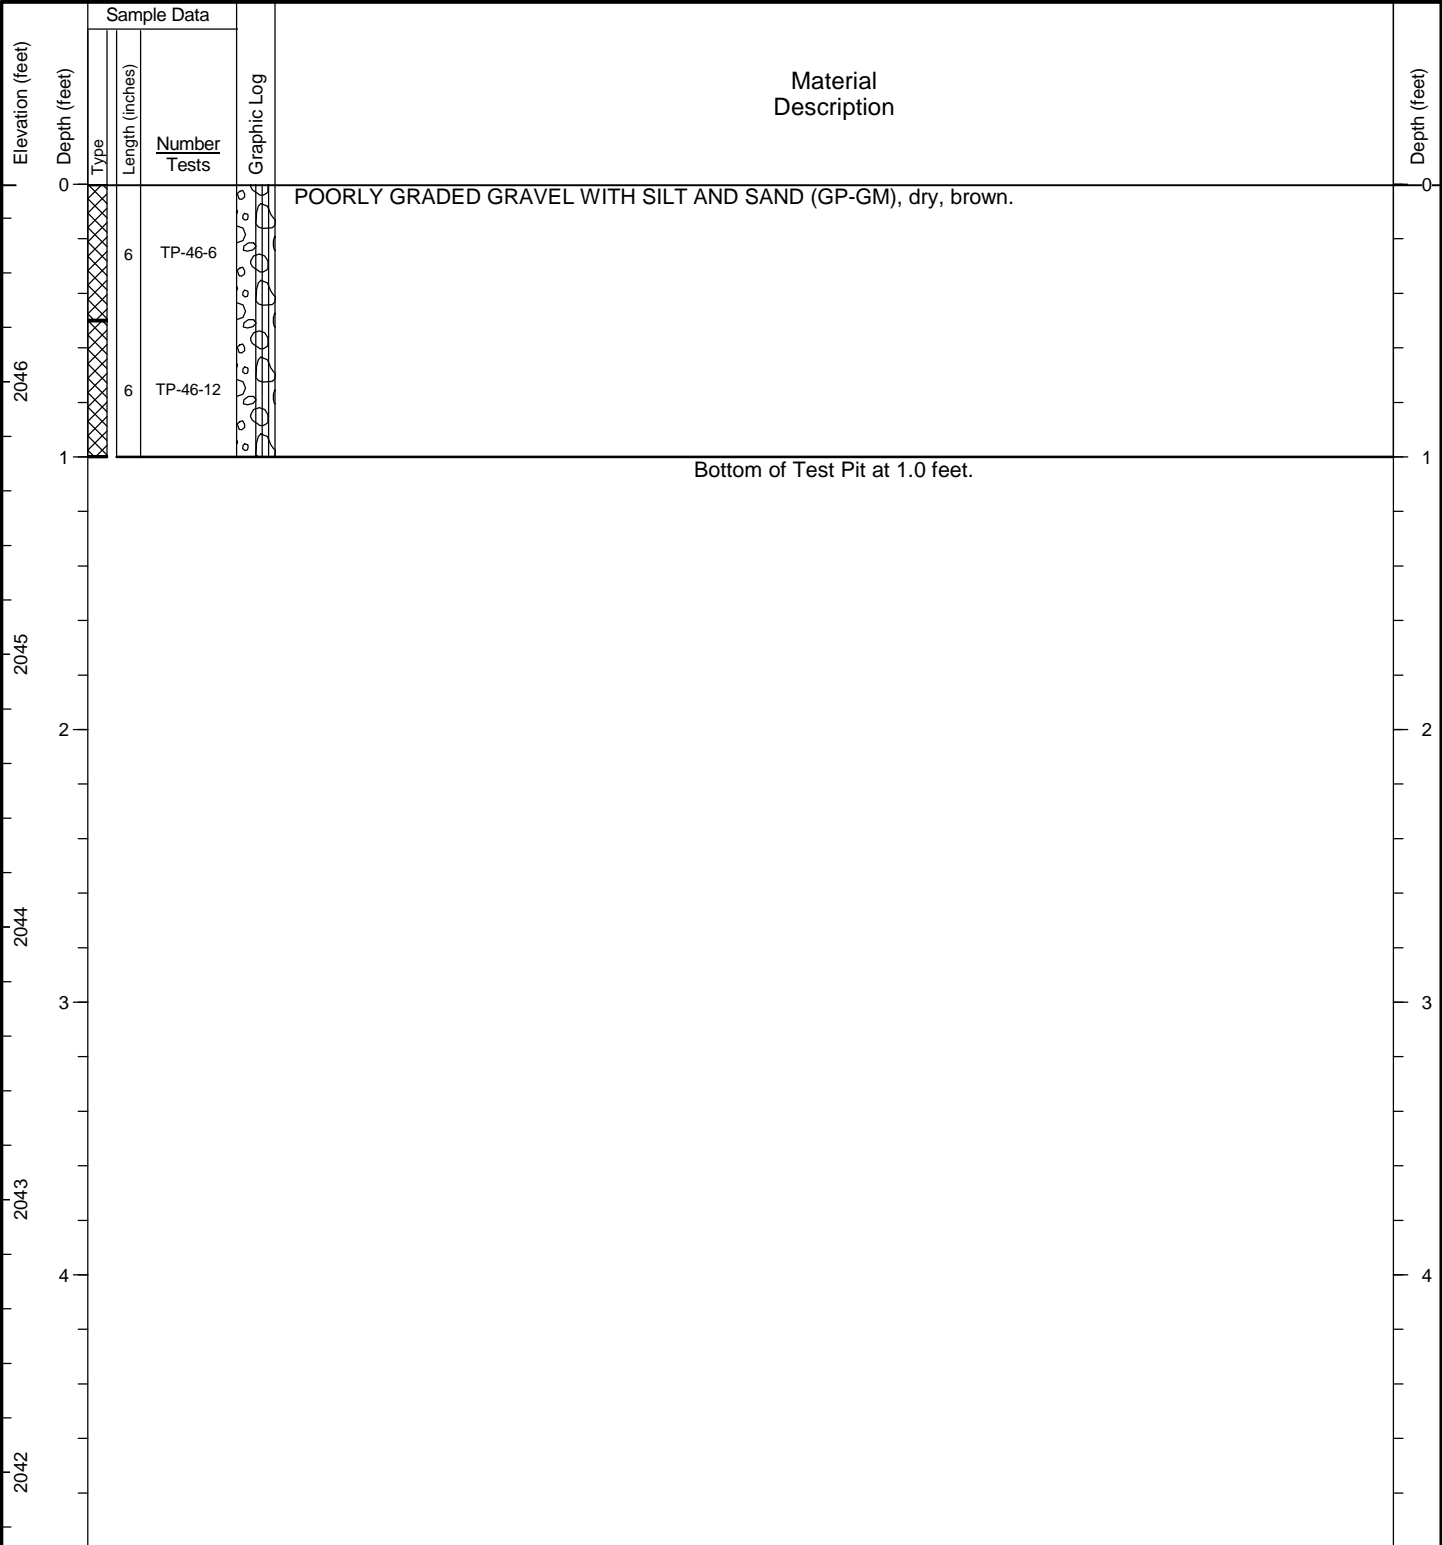 Sample Data
Elevation (feet)
Depth (feet)
Type
Length (inches)
Number
Tests
Graphic Log
Material
Description
Depth (feet)
0
POORLY GRADED GRAVEL WITH SILT AND SAND (GP-GM), dry, brown.
0
6
TP-46-6
2046
6
TP-46-12
1
Bottom of Test Pit at 1.0 feet.
1
2045
2
2
2044
3
3
2043
4
4
2042